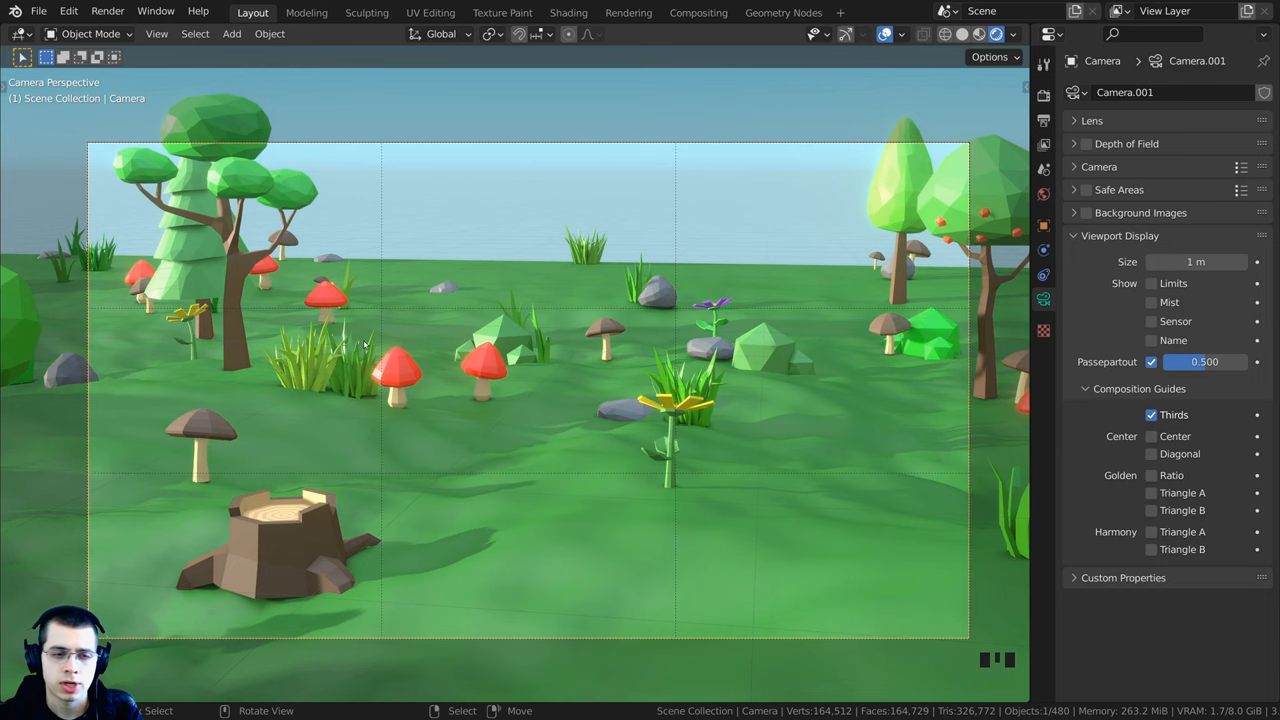 File Edit Render Window Help Layout Modeling Sculpting UV Editing Texture Paint Shading Rendering Compositing Geometry Nodes + Scene View Layer
Object Mode View Select Add Object Global
Options
Camera Perspective
(1) Scene Collection | Camera
Camera Camera.001
Camera.001
Lens
Depth of Field
Camera
Safe Areas
Background Images
Viewport Display
Size 1 m
Show Limits
Mist
Sensor
Name
Passepartout 0.500
Composition Guides
Thirds
Center Center
Diagonal
Golden Ratio
Triangle A
Triangle B
Harmony Triangle A
Triangle B
Custom Properties
Select Rotate View Select Move Scene Collection | Camera Verts:164,512 Faces:164,729 Tris:326,772 Objects:1/480 Memory: 263.2 MiB VRAM: 1.7/8.0 GiB 3.